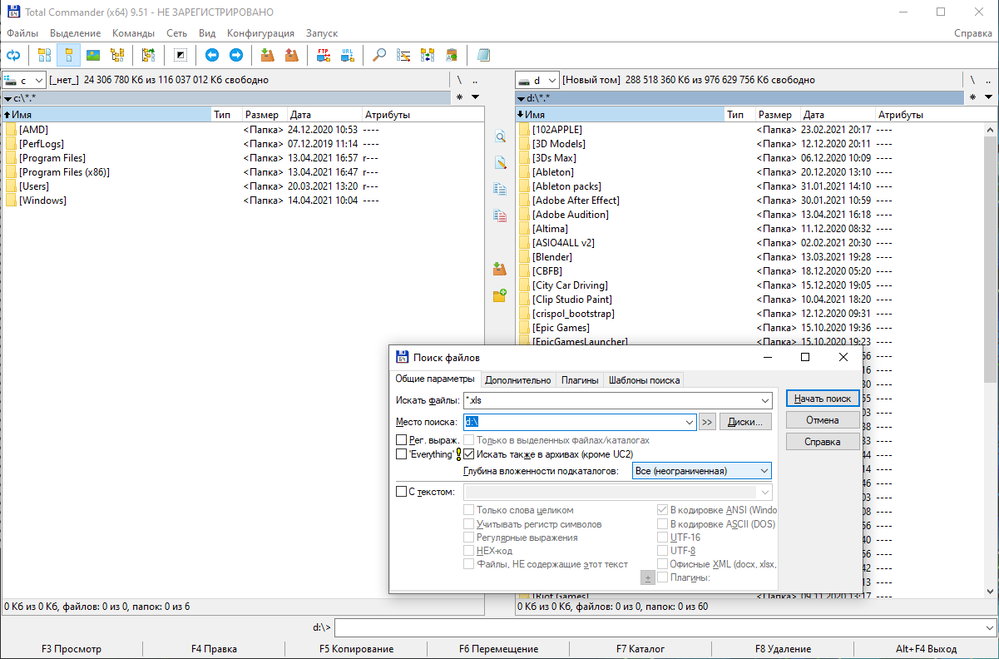 Total Commander (x64) 9.51 - НЕ ЗАРЕГИСТРИРОВАНО
Файлы Выделение Команды Сеть Вид Конфигурация Запуск Справка
FTP URL
c [_нет_] 24 306 780 Кб из 116 037 012 Кб свободно \ ..
d [Новый том] 288 518 360 Кб из 976 629 756 Кб свободно \ ..
c:\*.* * 
d:\*.* *
Имя Тип Размер Дата Атрибуты
[AMD] <Папка> 24.12.2020 10:53 ----
[PerfLogs] <Папка> 07.12.2019 11:14 ----
[Program Files] <Папка> 13.04.2021 16:57 r---
[Program Files (x86)] <Папка> 13.04.2021 16:47 r---
[Users] <Папка> 20.03.2021 13:20 r---
[Windows] <Папка> 14.04.2021 10:04 ----
0 Кб из 0 Кб, файлов: 0 из 0, папок: 0 из 6
Имя Тип Размер Дата Атрибуты
[102APPLE] <Папка> 23.02.2021 20:17 ----
[3D Models] <Папка> 12.12.2020 20:11 ----
[3Ds Max] <Папка> 06.12.2020 10:09 ----
[Ableton] <Папка> 20.12.2020 13:10 ----
[Ableton packs] <Папка> 31.01.2021 14:10 ----
[Adobe After Effect] <Папка> 30.01.2021 10:59 ----
[Adobe Audition] <Папка> 13.04.2021 16:18 ----
[Altima] <Папка> 11.12.2020 08:32 ----
[ASIO4ALL v2] <Папка> 02.02.2021 20:30 ----
[Blender] <Папка> 13.03.2021 19:28 ----
[CBFB] <Папка> 18.12.2020 05:20 ----
[City Car Driving] <Папка> 15.12.2020 19:05 ----
[Clip Studio Paint] <Папка> 10.04.2021 18:20 ----
[crispol_bootstrap] <Папка> 12.12.2020 09:31 ----
[Epic Games] <Папка> 15.10.2020 19:36 ----
[EpicGamesLauncher] <Папка> 15.10.2020 19:23 ----
[Riot Games] <Папка> 09.11.2020 13:17 ----
0 Кб из 0 Кб, файлов: 0 из 0, папок: 0 из 60
Поиск файлов
Общие параметры Дополнительно Плагины Шаблоны поиска
Искать файлы: *.xls Начать поиск
Место поиска: d:\ >> Диски... Отмена
Рег. выраж. Только в выделенных файлах/каталогах Справка
'Everything' Искать также в архивах (кроме UC2)
Глубина вложенности подкаталогов: Все (неограниченная)
С текстом:
Только слова целиком В кодировке ANSI (Windo
Учитывать регистр символов В кодировке ASCII (DOS)
Регулярные выражения UTF-16
HEX-код UTF-8
Файлы, НЕ содержащие этот текст Офисные XML (docx, xlsx,
± Плагины:
d:\>
F3 Просмотр F4 Правка F5 Копирование F6 Перемещение F7 Каталог F8 Удаление Alt+F4 Выход